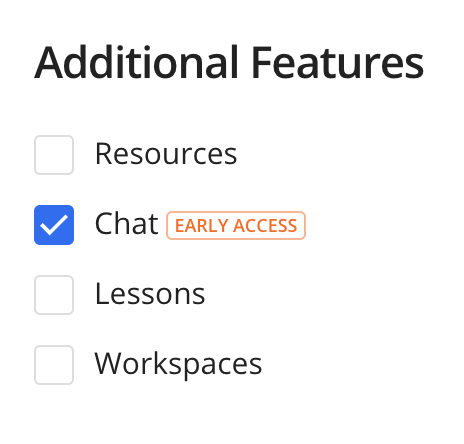 Additional Features
Resources
Chat EARLY ACCESS
Lessons
Workspaces